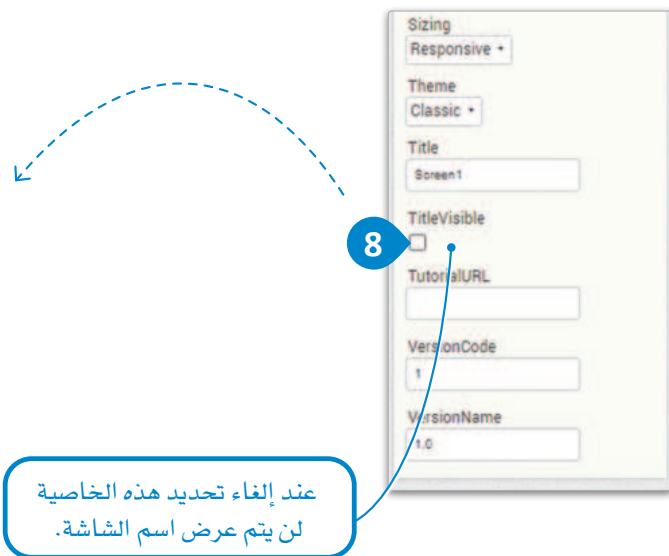 Sizing
Responsive
Theme
Classic
Title
Screen1
TitleVisible
8
TutorialURL
VersionCode
1
VersionName
1.0
عند إلغاء تحديد هذه الخاصية
لن يتم عرض اسم الشاشة.